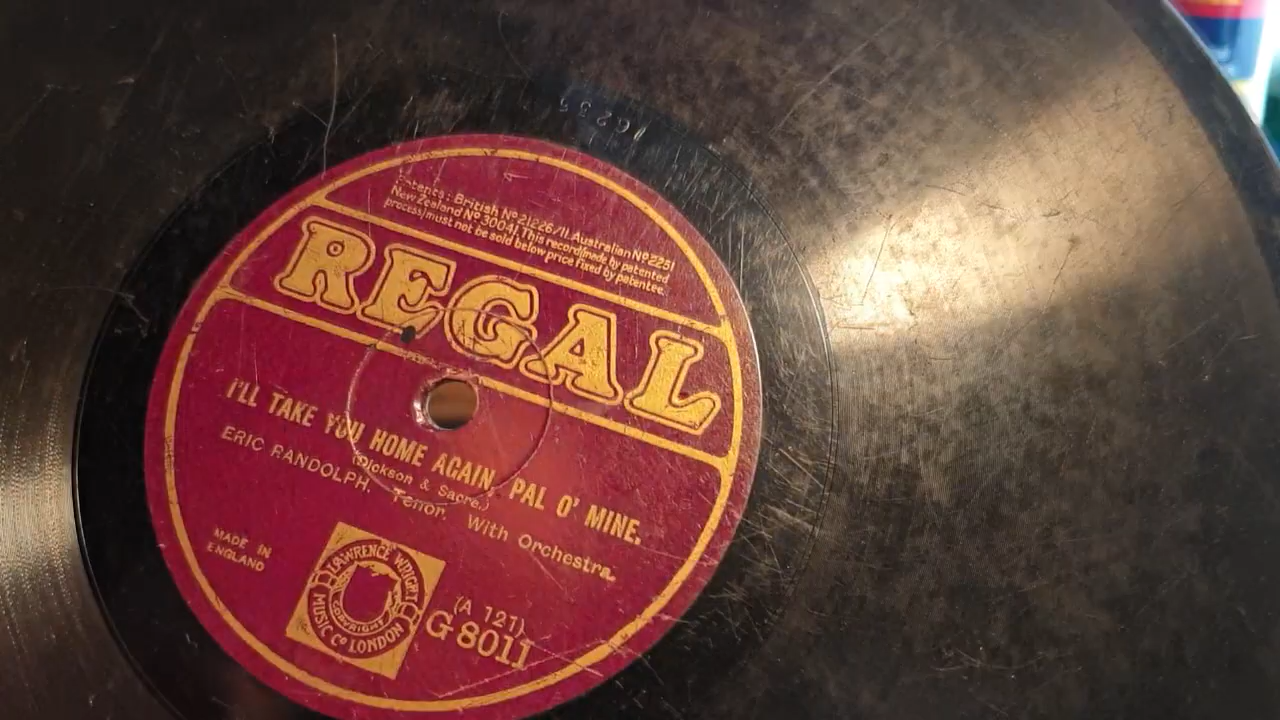 Patents: British Nº 21226/11. Australian Nº 2251
New Zealand Nº 30041. This record made by patented
process, must not be sold below price fixed by patentee.
REGAL
I'LL TAKE YOU HOME AGAIN, PAL O' MINE.
(Dickson & Sacre.)
ERIC RANDOLPH. Tenor. With Orchestra.
MADE IN
ENGLAND
LAWRENCE WRIGHT
MUSIC Cº LONDON
COPYRIGHT
(A 121)
G8011